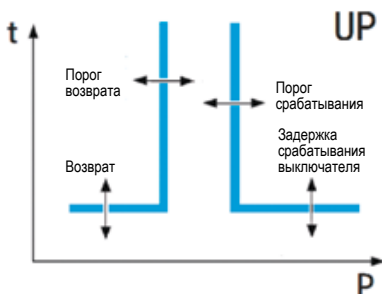 t
UP
Порог
возврата
Порог
срабатывания
Возврат
Задержка
срабатывания
выключателя
P